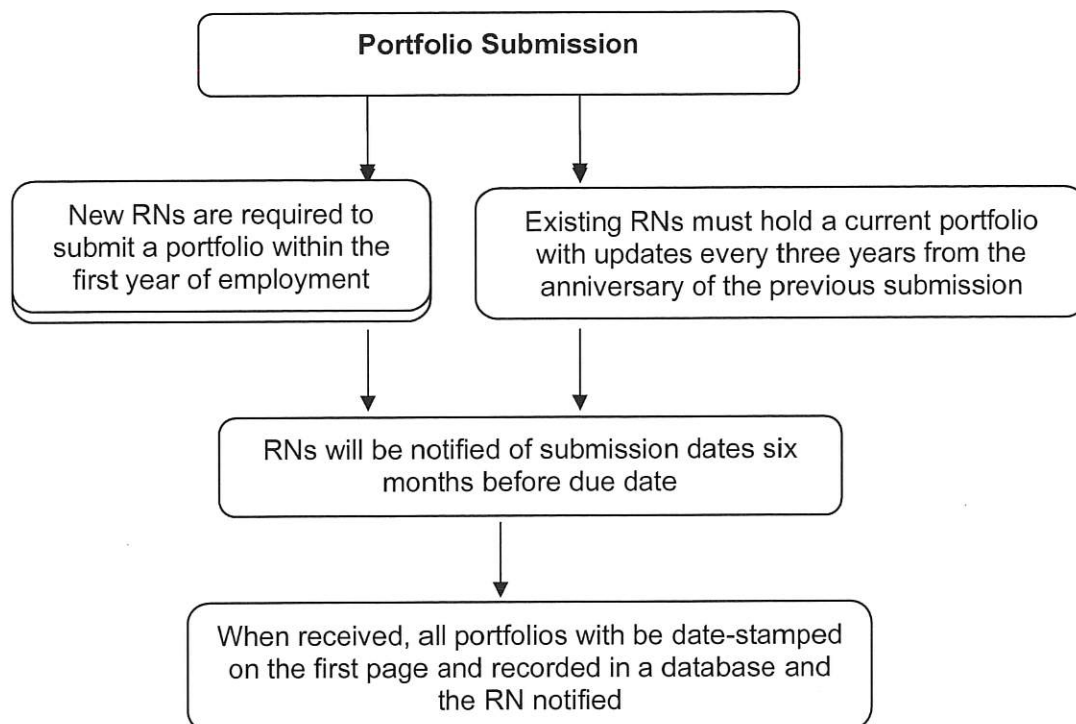 Portfolio Submission
New RNs are required to
submit a portfolio within the
first year of employment
Existing RNs must hold a current portfolio
with updates every three years from the
anniversary of the previous submission
RNs will be notified of submission dates six
months before due date
When received, all portfolios with be date-stamped
on the first page and recorded in a database and
the RN notified